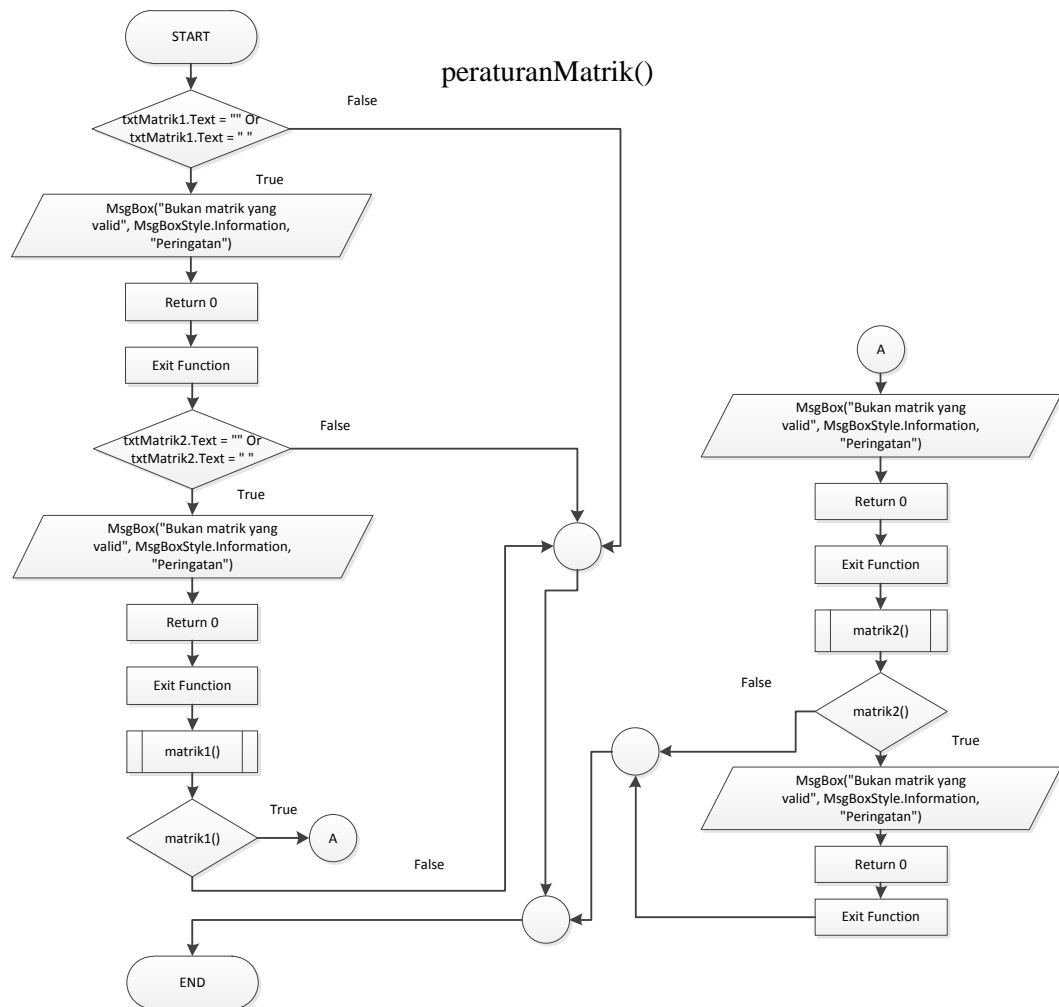 START
peraturanMatrik()
False
txtMatrik1.Text = "" Or
txtMatrik1.Text = " "
True
MsgBox("Bukan matrik yang
valid", MsgBoxStyle.Information,
"Peringatan")
Return 0
Exit Function
txtMatrik2.Text = "" Or
txtMatrik2.Text = " "
False
True
MsgBox("Bukan matrik yang
valid", MsgBoxStyle.Information,
"Peringatan")
Return 0
Exit Function
matrik1()
matrik1()
True
A
False
END
A
MsgBox("Bukan matrik yang
valid", MsgBoxStyle.Information,
"Peringatan")
Return 0
Exit Function
matrik2()
False
matrik2()
True
MsgBox("Bukan matrik yang
valid", MsgBoxStyle.Information,
"Peringatan")
Return 0
Exit Function